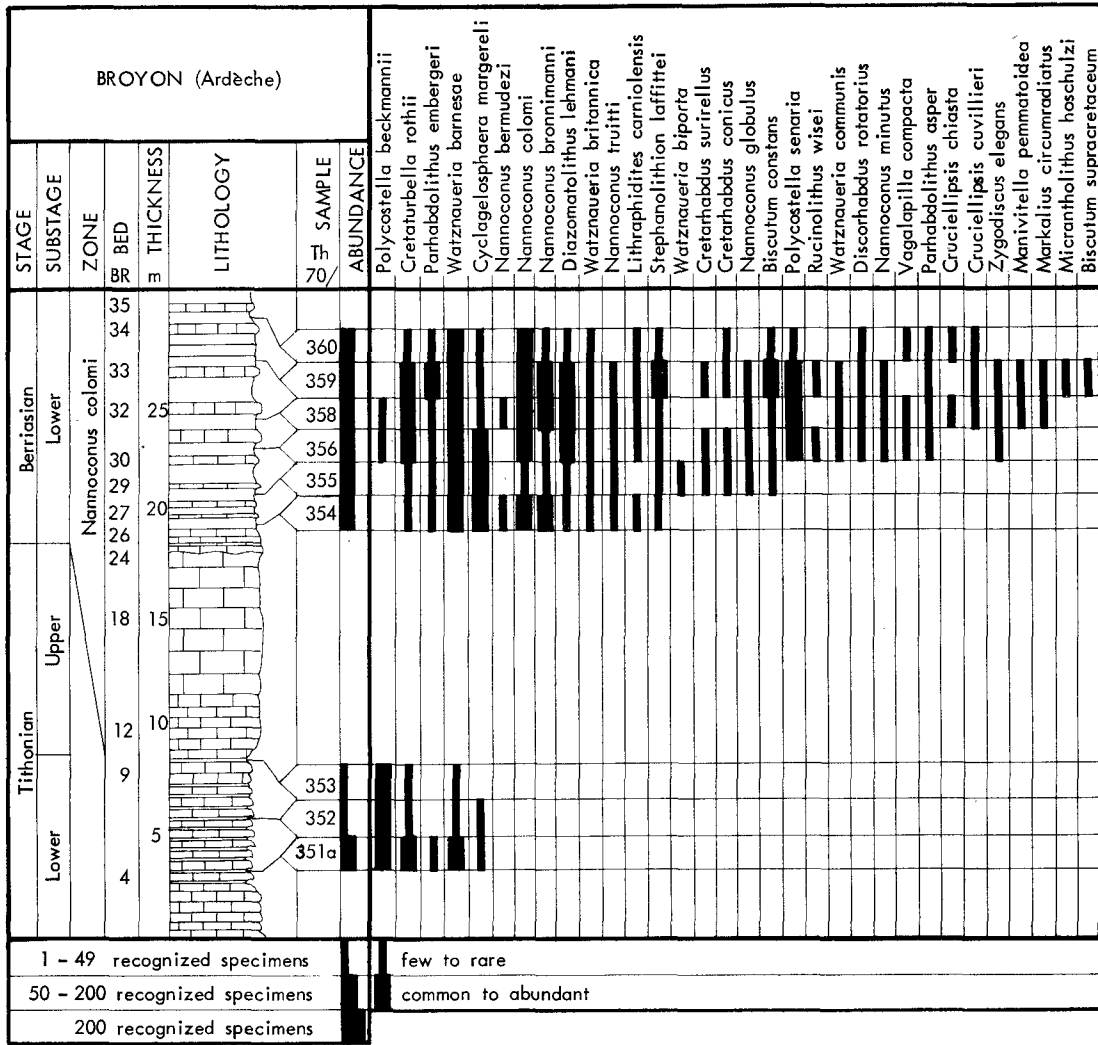 BROYON (Ardèche)
STAGE
SUBSTAGE
ZONE
BED
BR
THICKNESS
m
LITHOLOGY
SAMPLE
Th
70/
ABUNDANCE
Polycostella beckmannii
Cretaturbella rothii
Parhabdolithus embergeri
Watznaueria barnesae
Cyclagelosphaera margereli
Nannoconus bermudezi
Nannoconus colomi
Nannoconus bronnimanni
Diazomatolithus lehmani
Watznaueria britannica
Nannoconus truitti
Lithraphidites carniolensis
Stephanolithion laffittei
Watznaueria biporta
Cretarhabdus surirellus
Cretarhabdus conicus
Nannoconus globulus
Biscutum constans
Polycostella senaria
Rucinolithus wisei
Watznaueria communis
Discorhabdus rotatorius
Nannoconus minutus
Vagalapilla compacta
Parhabdolithus asper
Cruciellipsis chiasta
Cruciellipsis cuvillieri
Zygodiscus elegans
Manivitella pemmatoidea
Markalius circumradiatus
Micrantholithus hoschulzi
Biscutum supracretaceum
Berriasian
Lower
Nannoconus colomi
Tithonian
Upper
Lower
35
34
33
32
30
29
27
26
24
18
12
9
4
25
20
15
10
5
360
359
358
356
355
354
353
352
351a
1 – 49 recognized specimens
few to rare
50 – 200 recognized specimens
common to abundant
200 recognized specimens